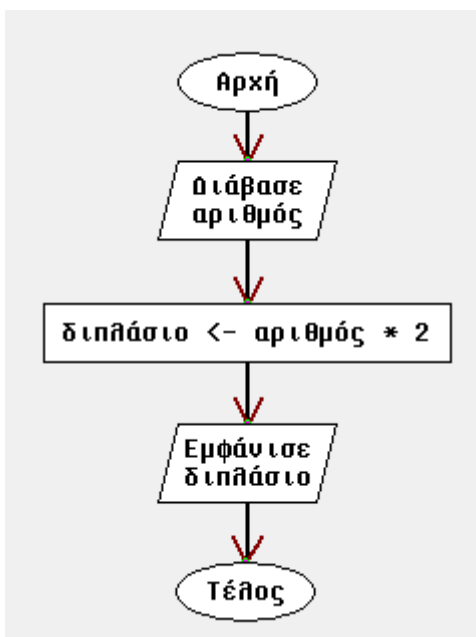 Αρχή
Διάβασε
αριθμός
διπλάσιο <- αριθμός * 2
Εμφάνισε
διπλάσιο
Τέλος